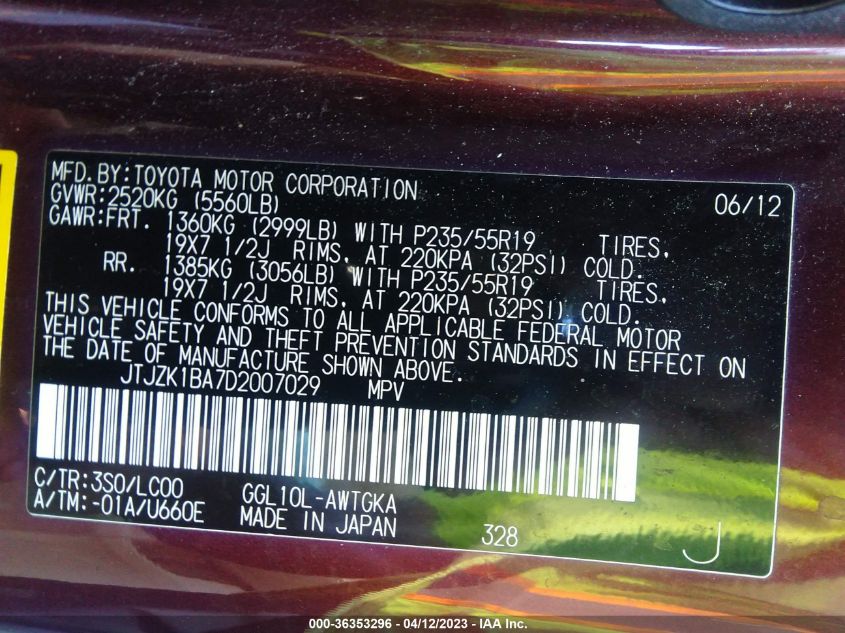 MFD.BY:TOYOTA MOTOR CORPORATION 06/12
GVWR:2520KG (5560LB)
GAWR:FRT. 1360KG (2999LB) WITH P235/55R19 TIRES,
19X7 1/2J RIMS, AT 220KPA (32PSI) COLD.
RR. 1385KG (3056LB) WITH P235/55R19 TIRES,
19X7 1/2J RIMS, AT 220KPA (32PSI) COLD.
THIS VEHICLE CONFORMS TO ALL APPLICABLE FEDERAL MOTOR
VEHICLE SAFETY AND THEFT PREVENTION STANDARDS IN EFFECT ON
THE DATE OF MANUFACTURE SHOWN ABOVE.
JTJZK1BA7D2007029 MPV
C/TR:3S0/LC00 GGL10L-AWTGKA
A/TM:-01A/U660E MADE IN JAPAN 328 J
000-36353296 - 04/12/2023 - IAA Inc.